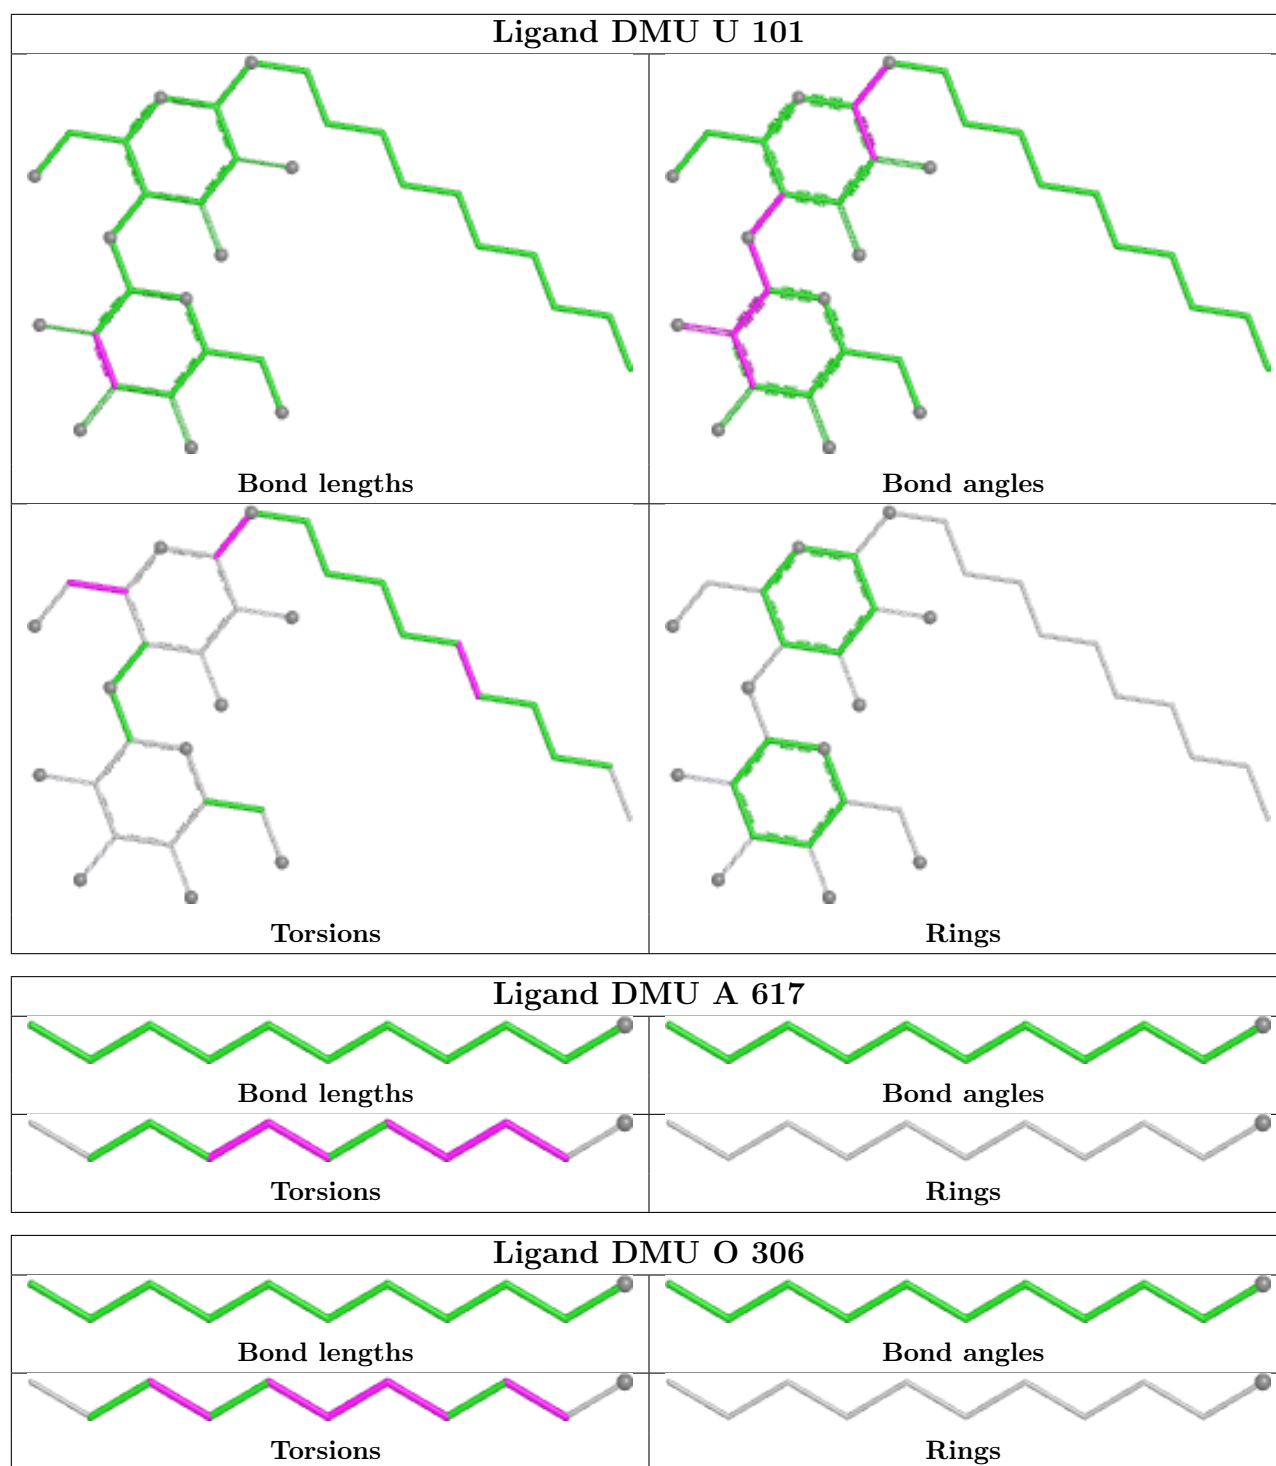 Ligand DMU U 101
Bond lengths Bond angles
Torsions Rings
Ligand DMU A 617
Bond lengths Bond angles
Torsions Rings
Ligand DMU O 306
Bond lengths Bond angles
Torsions Rings